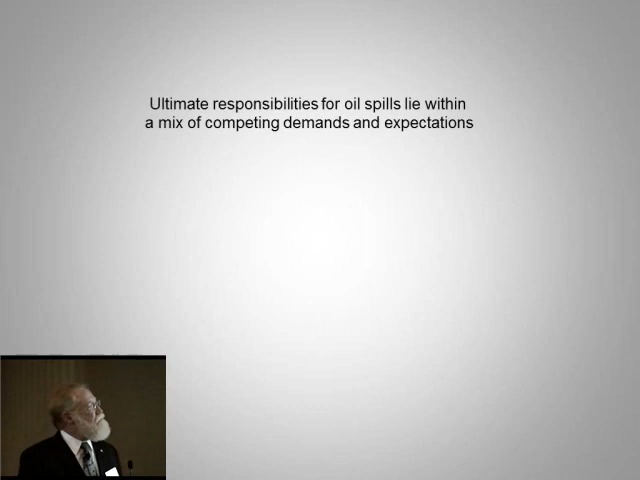 Ultimate responsibilities for oil spills lie within
a mix of competing demands and expectations